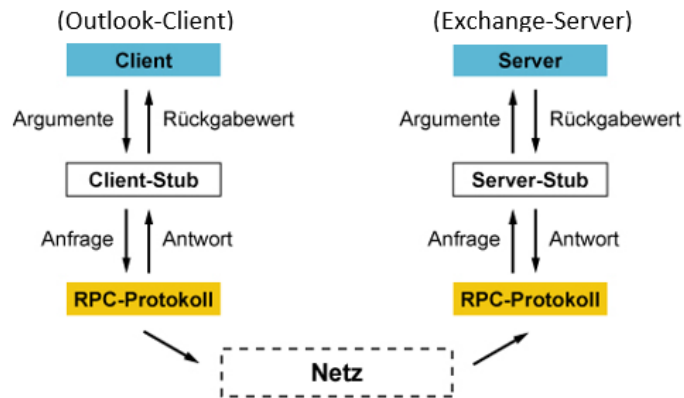 (Outlook-Client) (Exchange-Server)
Client Server
Argumente Rückgabewert Argumente Rückgabewert
Client-Stub Server-Stub
Anfrage Antwort Anfrage Antwort
RPC-Protokoll RPC-Protokoll
Netz